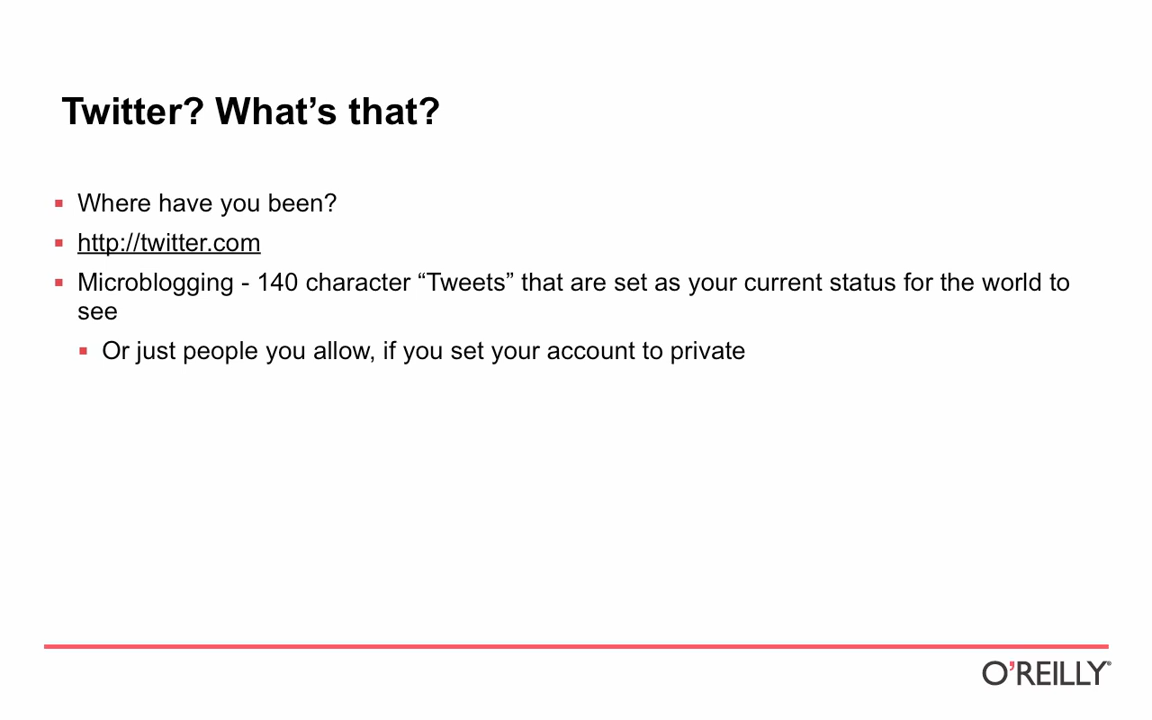 Twitter? What’s that?
Where have you been?
http://twitter.com
Microblogging - 140 character “Tweets” that are set as your current status for the world to
see
Or just people you allow, if you set your account to private
O’REILLY®